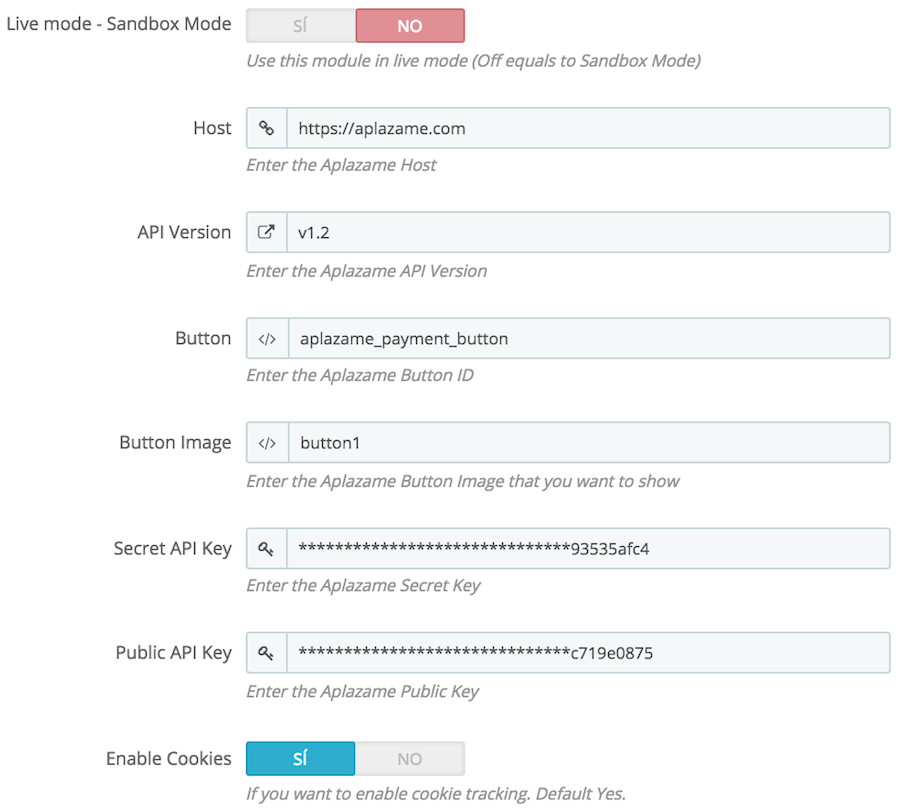 Live mode - Sandbox Mode SÍ NO
Use this module in live mode (Off equals to Sandbox Mode)
Host https://aplazame.com
Enter the Aplazame Host
API Version v1.2
Enter the Aplazame API Version
Button </> aplazame_payment_button
Enter the Aplazame Button ID
Button Image </> button1
Enter the Aplazame Button Image that you want to show
Secret API Key ******************************93535afc4
Enter the Aplazame Secret Key
Public API Key ******************************c719e0875
Enter the Aplazame Public Key
Enable Cookies SÍ NO
If you want to enable cookie tracking. Default Yes.